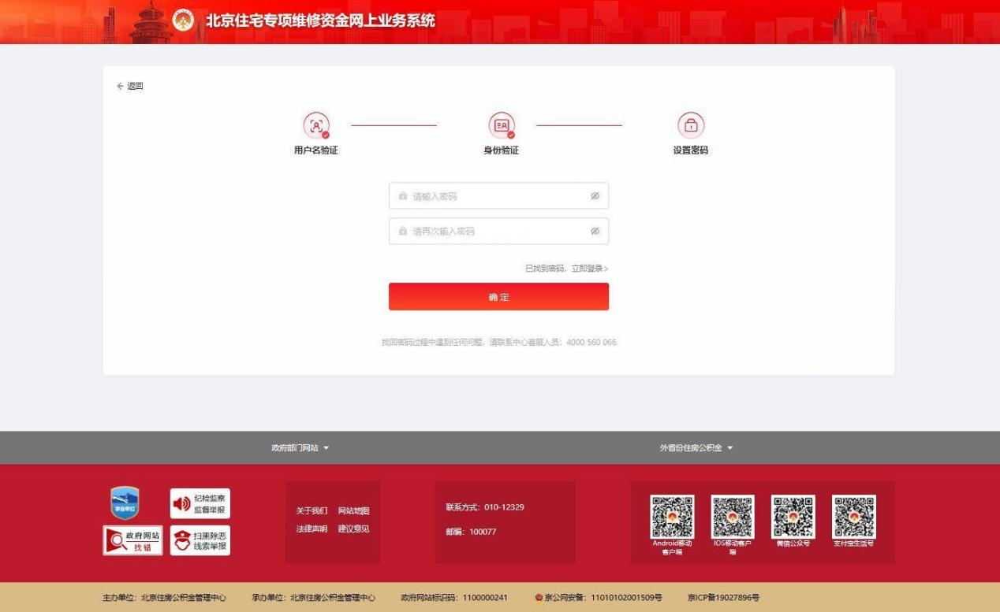 北京住宅专项维修资金网上业务系统
返回
用户名验证
身份验证
设置密码
请输入密码
请再次输入密码
已找到密码，立即登录>
确 定
找回密码过程中遇到任何问题，请联系中心客服人员：4000 560 066
政府部门网站
外省份住房公积金
事业单位
纪检监察
监督举报
政府网站
找错
扫黑除恶
线索举报
关于我们 网站地图
法律声明 建议意见
联系方式：010-12329
邮编：100077
Android移动
客户端
IOS移动客户
端
微信公众号
支付宝生活号
主办单位：北京住房公积金管理中心 承办单位：北京住房公积金管理中心 政府网站标识码：1100000241 京公网安备：11010102001509号 京ICP备19027896号